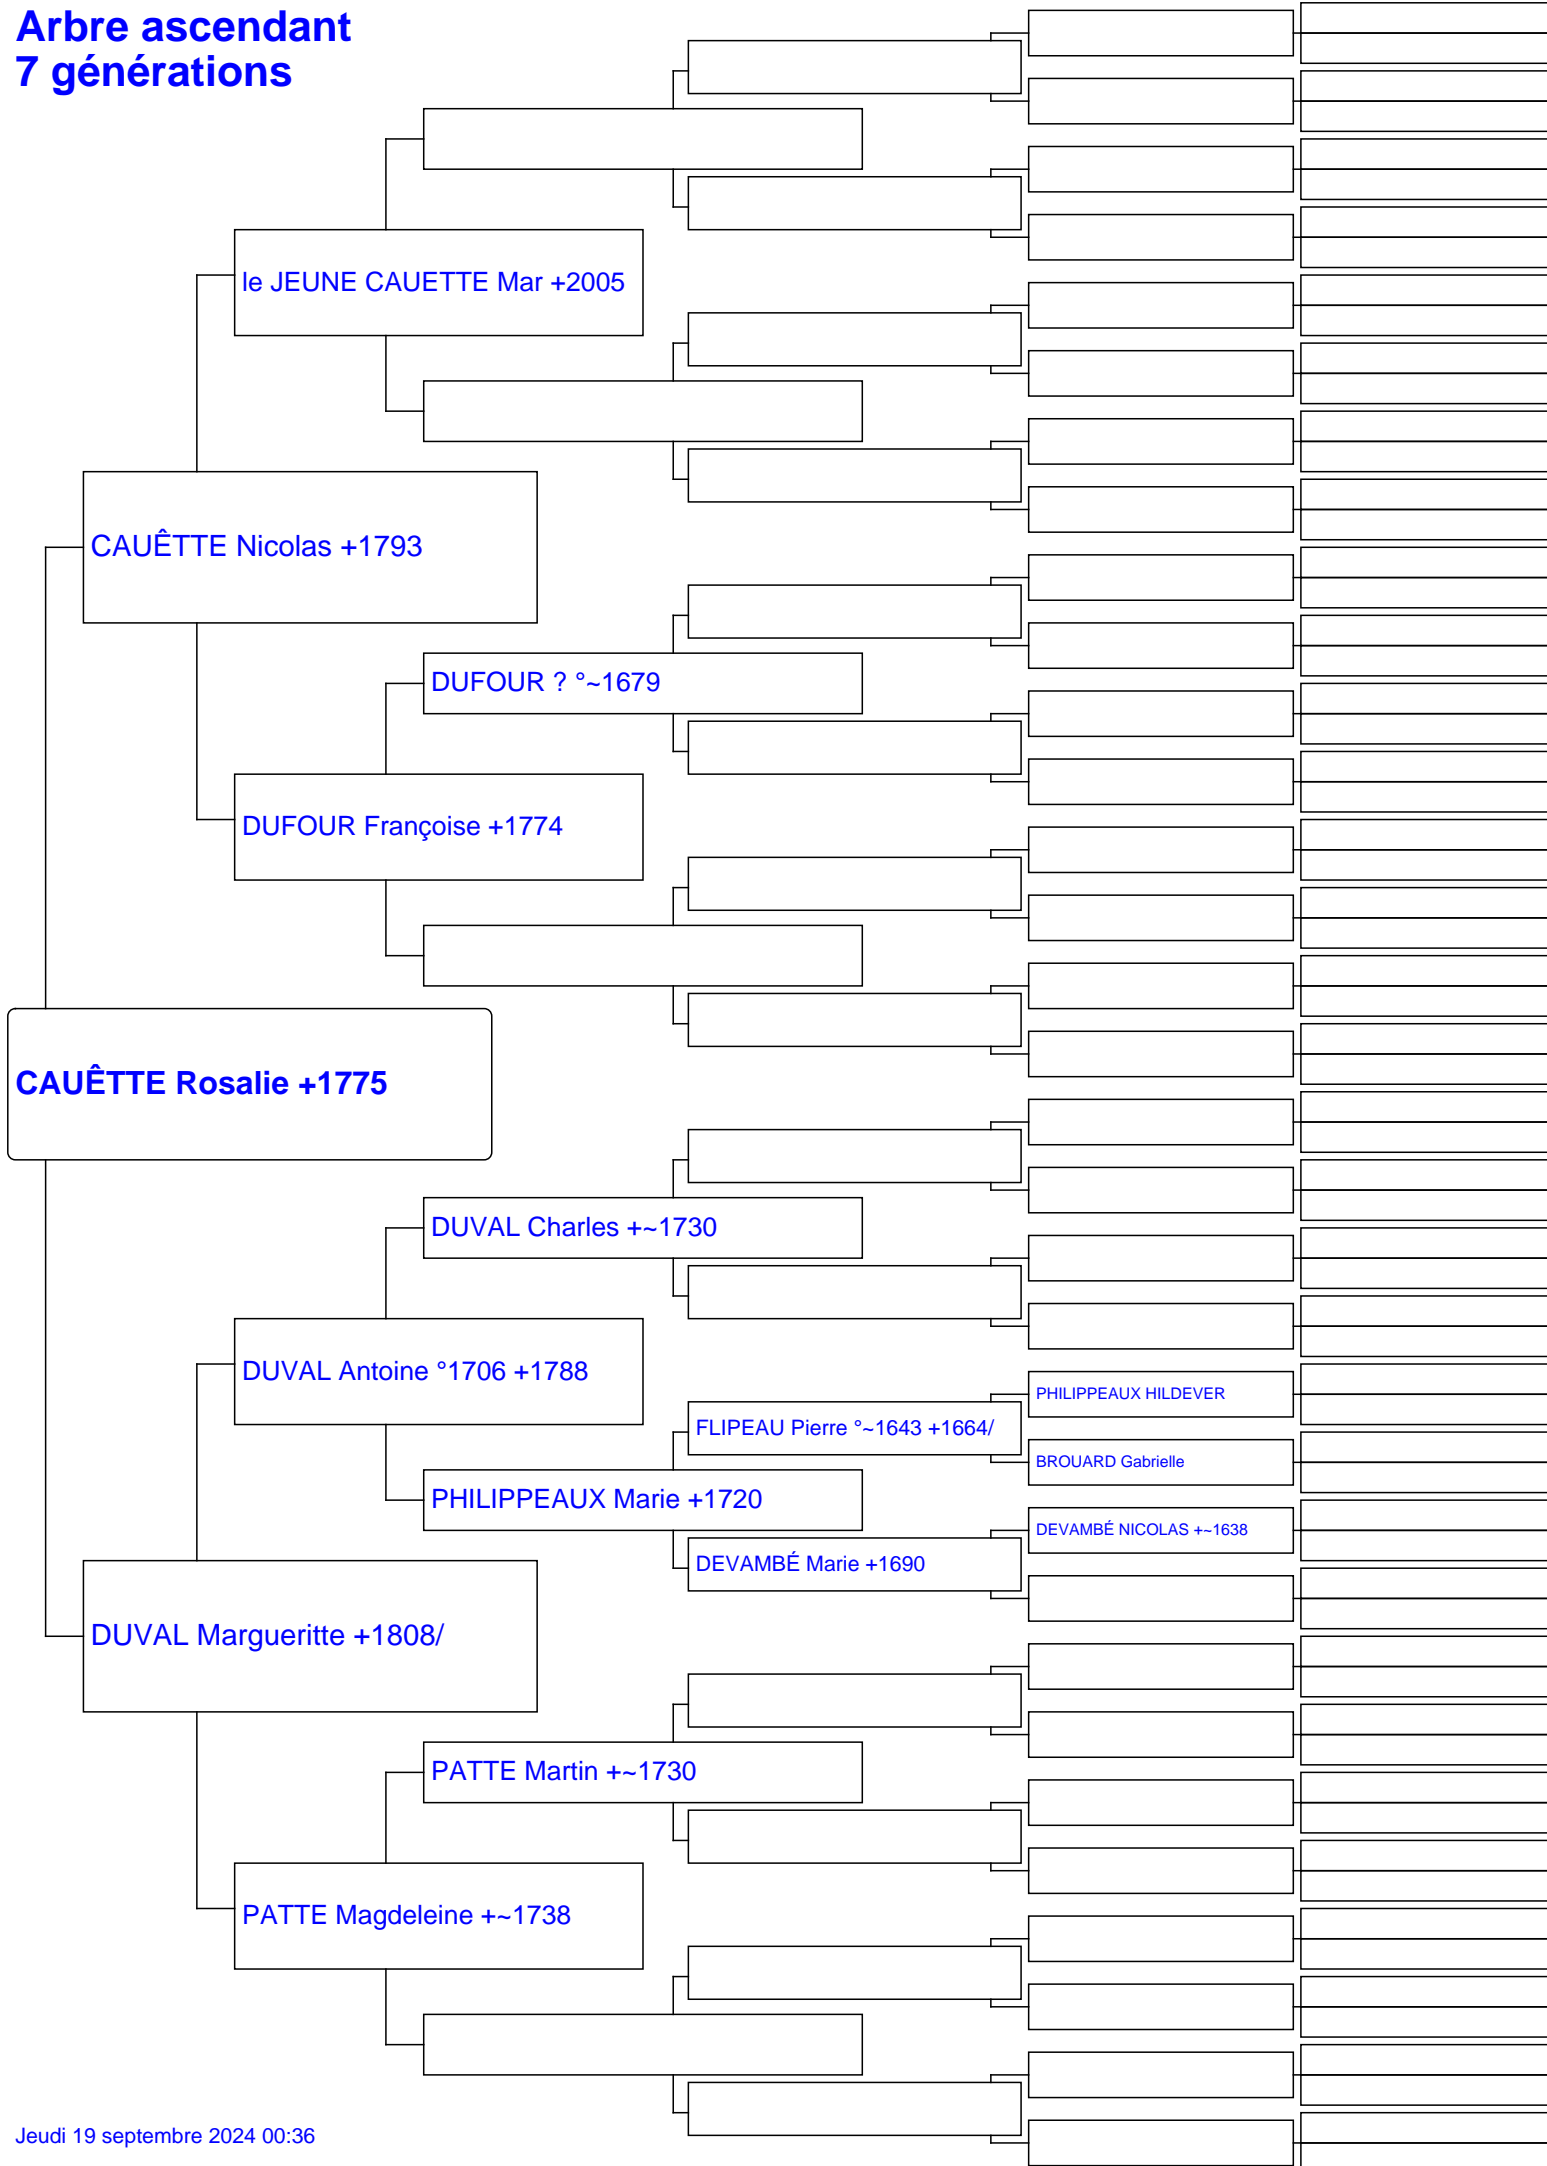 Arbre ascendant
7 générations
le JEUNE CAUETTE Mar +2005
CAUÊTTE Nicolas +1793
DUFOUR ? °~1679
DUFOUR Françoise +1774
CAUÊTTE Rosalie +1775
DUVAL Charles +~1730
DUVAL Antoine °1706 +1788
PHILIPPEAUX HILDEVER
FLIPEAU Pierre °~1643 +1664/
BROUARD Gabrielle
PHILIPPEAUX Marie +1720
DEVAMBÉ NICOLAS +~1638
DEVAMBÉ Marie +1690
DUVAL Margueritte +1808/
PATTE Martin +~1730
PATTE Magdeleine +~1738
Jeudi 19 septembre 2024 00:36